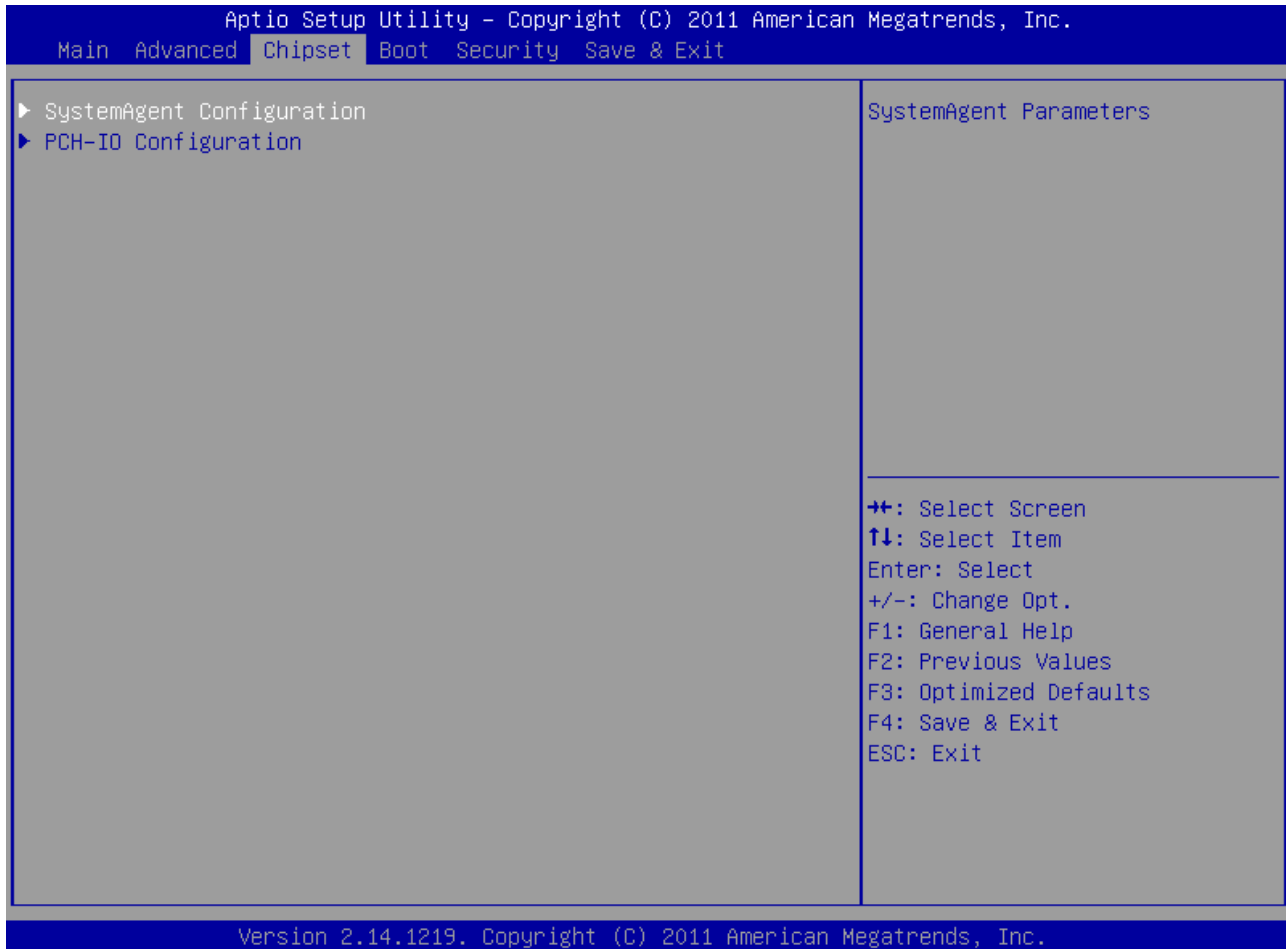 Aptio Setup Utility – Copyright (C) 2011 American Megatrends, Inc.
Main Advanced Chipset Boot Security Save & Exit
► SystemAgent Configuration
► PCH-IO Configuration
SystemAgent Parameters
→←: Select Screen
↑↓: Select Item
Enter: Select
+/-: Change Opt.
F1: General Help
F2: Previous Values
F3: Optimized Defaults
F4: Save & Exit
ESC: Exit
Version 2.14.1219. Copyright (C) 2011 American Megatrends, Inc.